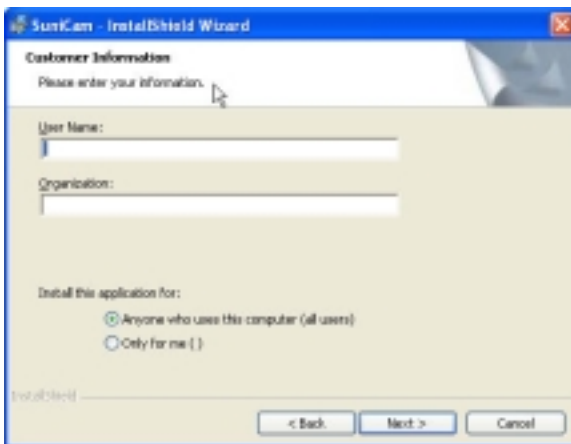 SuniCam - InstallShield Wizard
Customer Information
Please enter your information.
User Name:
Organization:
Install this application for:
Anyone who uses this computer (all users)
Only for me ( )
InstallShield
< Back
Next >
Cancel